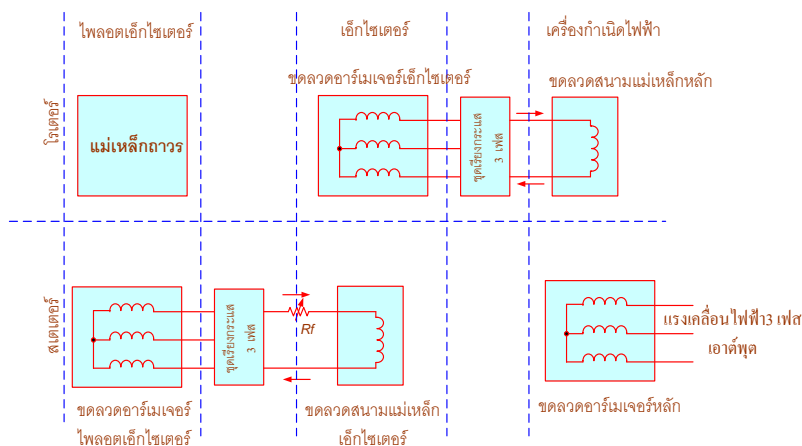 ไพลอตเอ็กไซเตอร์
เอ็กไซเตอร์
เครื่องกำเนิดไฟฟ้า
ขดลวดอาร์เมเจอร์เอ็กไซเตอร์
ขดลวดสนามแม่เหล็กหลัก
โรเตอร์
แม่เหล็กถาวร
ชุดเรียงกระแส
3 เฟส
สเตเตอร์
ชุดเรียงกระแส
3 เฟส
Rf
แรงเคลื่อนไฟฟ้า3 เฟส
เอาต์พุต
ขดลวดอาร์เมเจอร์
ไพลอตเอ็กไซเตอร์
ขดลวดสนามแม่เหล็ก
เอ็กไซเตอร์
ขดลวดอาร์เมเจอร์หลัก